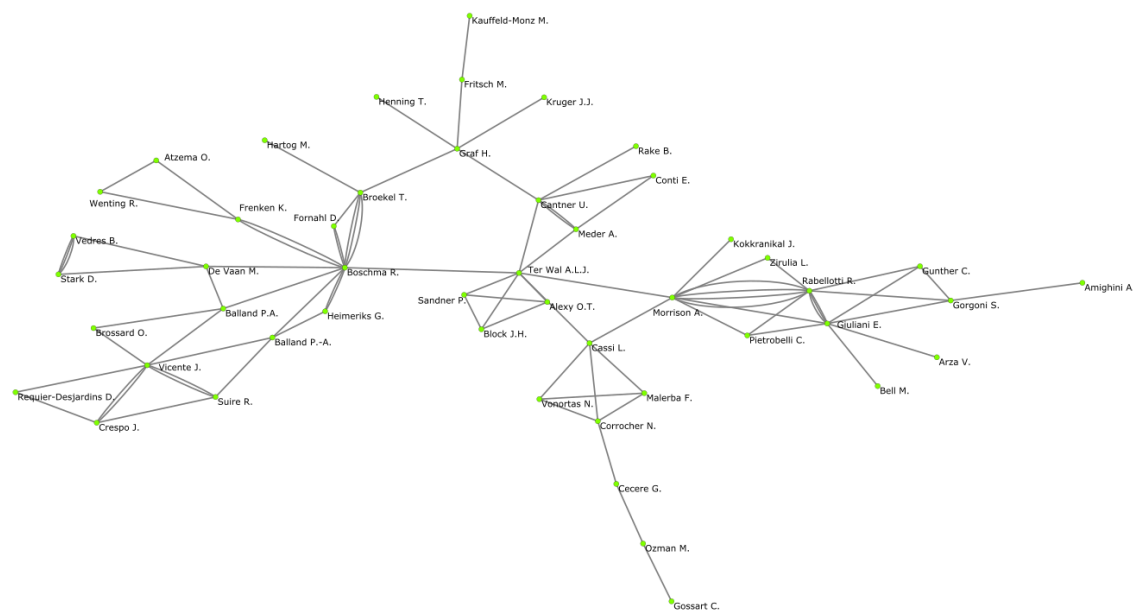 Kauffeld-Monz M.
Fritsch M.
Henning T.
Kruger J.J.
Hartog M.
Graf H.
Rake B.
Atzema O.
Conti E.
Wenting R.
Broekel T.
Cantner U.
Frenken K.
Fornahl D.
Meder A.
Vedres B.
Kokkranikal J.
Zirulia L.
Stark D.
De Vaan M.
Boschma R.
Ter Wal A.L.J.
Rabellotti R.
Gunther C.
Amighini A
Sandner P.
Alexy O.T.
Morrison A.
Gorgoni S.
Balland P.A.
Heimeriks G.
Giuliani E.
Brossard O.
Balland P.-A.
Block J.H.
Pietrobelli C.
Cassi L.
Arza V.
Vicente J.
Bell M.
Requier-Desjardins D.
Suire R.
Vonortas N.
Malerba F.
Crespo J.
Corrocher N.
Cecere G.
Ozman M.
Gossart C.